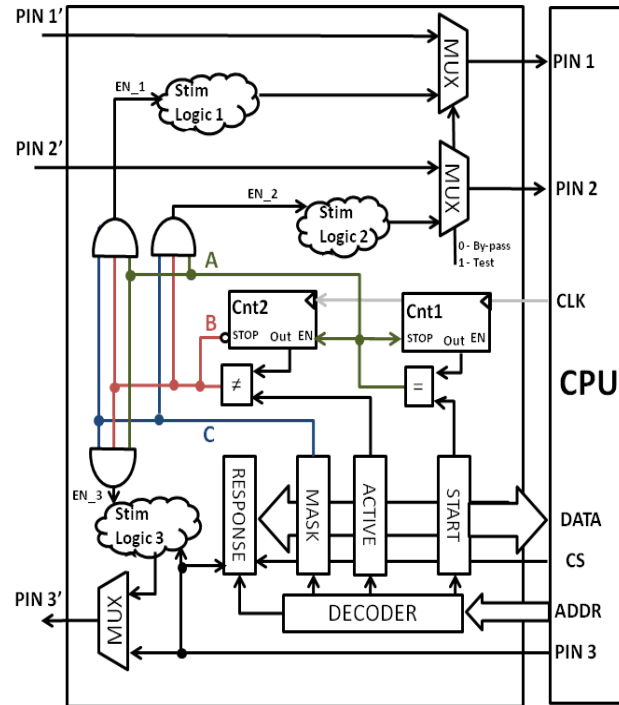 PIN 1'
MUX
PIN 1
EN_1
Stim
Logic 1
PIN 2'
MUX
PIN 2
EN_2
Stim
Logic 2
0 - By-pass
1 - Test
A
CLK
Cnt2
Cnt1
B
STOP
Out
EN
STOP
Out
EN
≠
=
CPU
C
RESPONSE
MASK
ACTIVE
START
EN_3
Stim
Logic 3
DATA
CS
PIN 3'
MUX
DECODER
ADDR
PIN 3